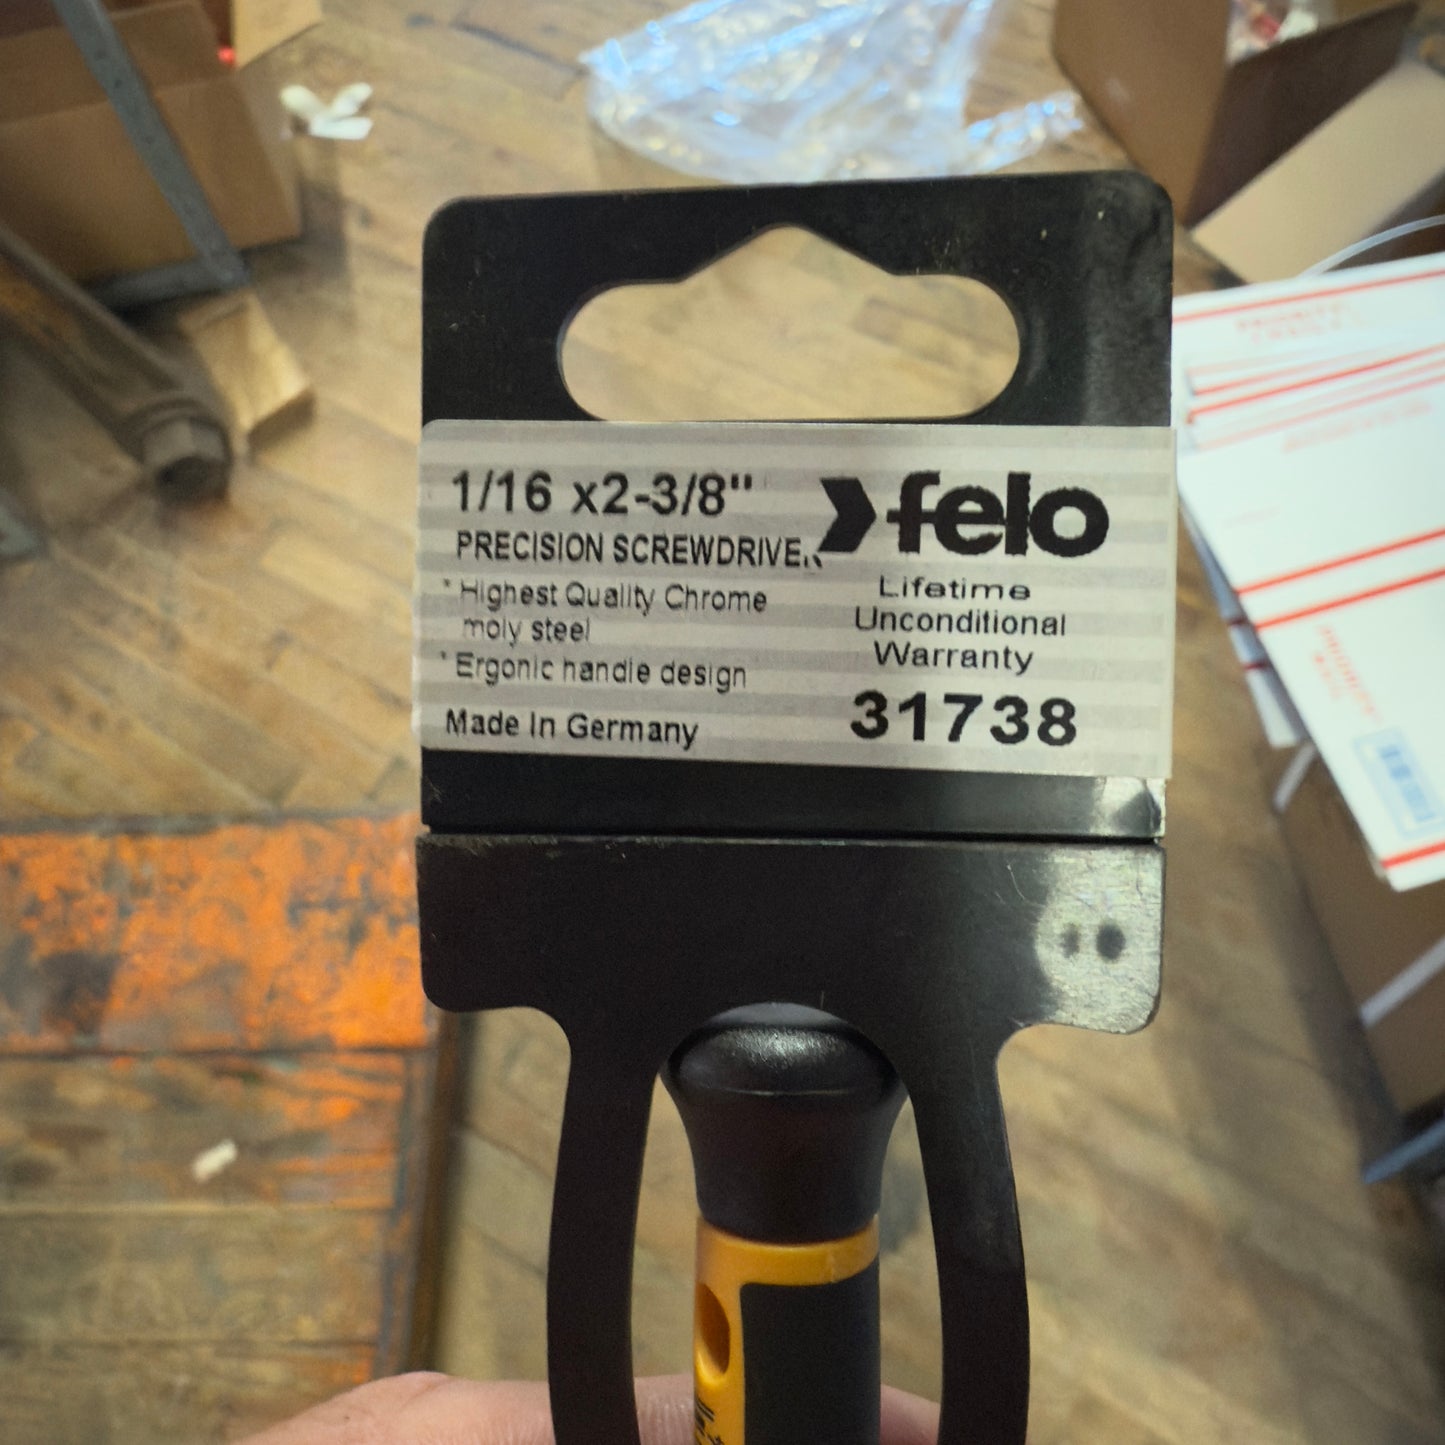 1/16 x2-3/8"
PRECISION SCREWDRIVER
* Highest Quality Chrome
moly steel
* Ergonic handle design
Made In Germany
felo
Lifetime
Unconditional
Warranty
31738